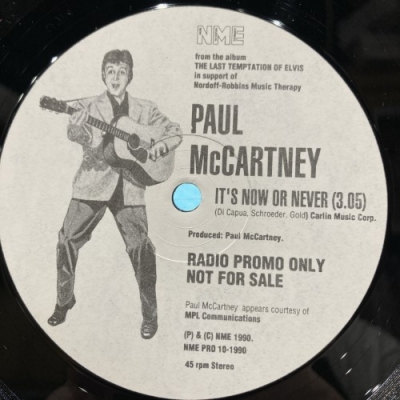 NME
from the album
THE LAST TEMPTATION OF ELVIS
in support of
Nordoff-Robbins Music Therapy
PAUL
McCARTNEY
IT'S NOW OR NEVER (3.05)
(Di Capua, Schroeder, Gold) Carlin Music Corp.
Produced: Paul McCartney.
RADIO PROMO ONLY
NOT FOR SALE
Paul McCartney appears courtesy of
MPL Communications
(P) & (C) NME 1990.
NME PRO 10-1990
45 rpm Stereo